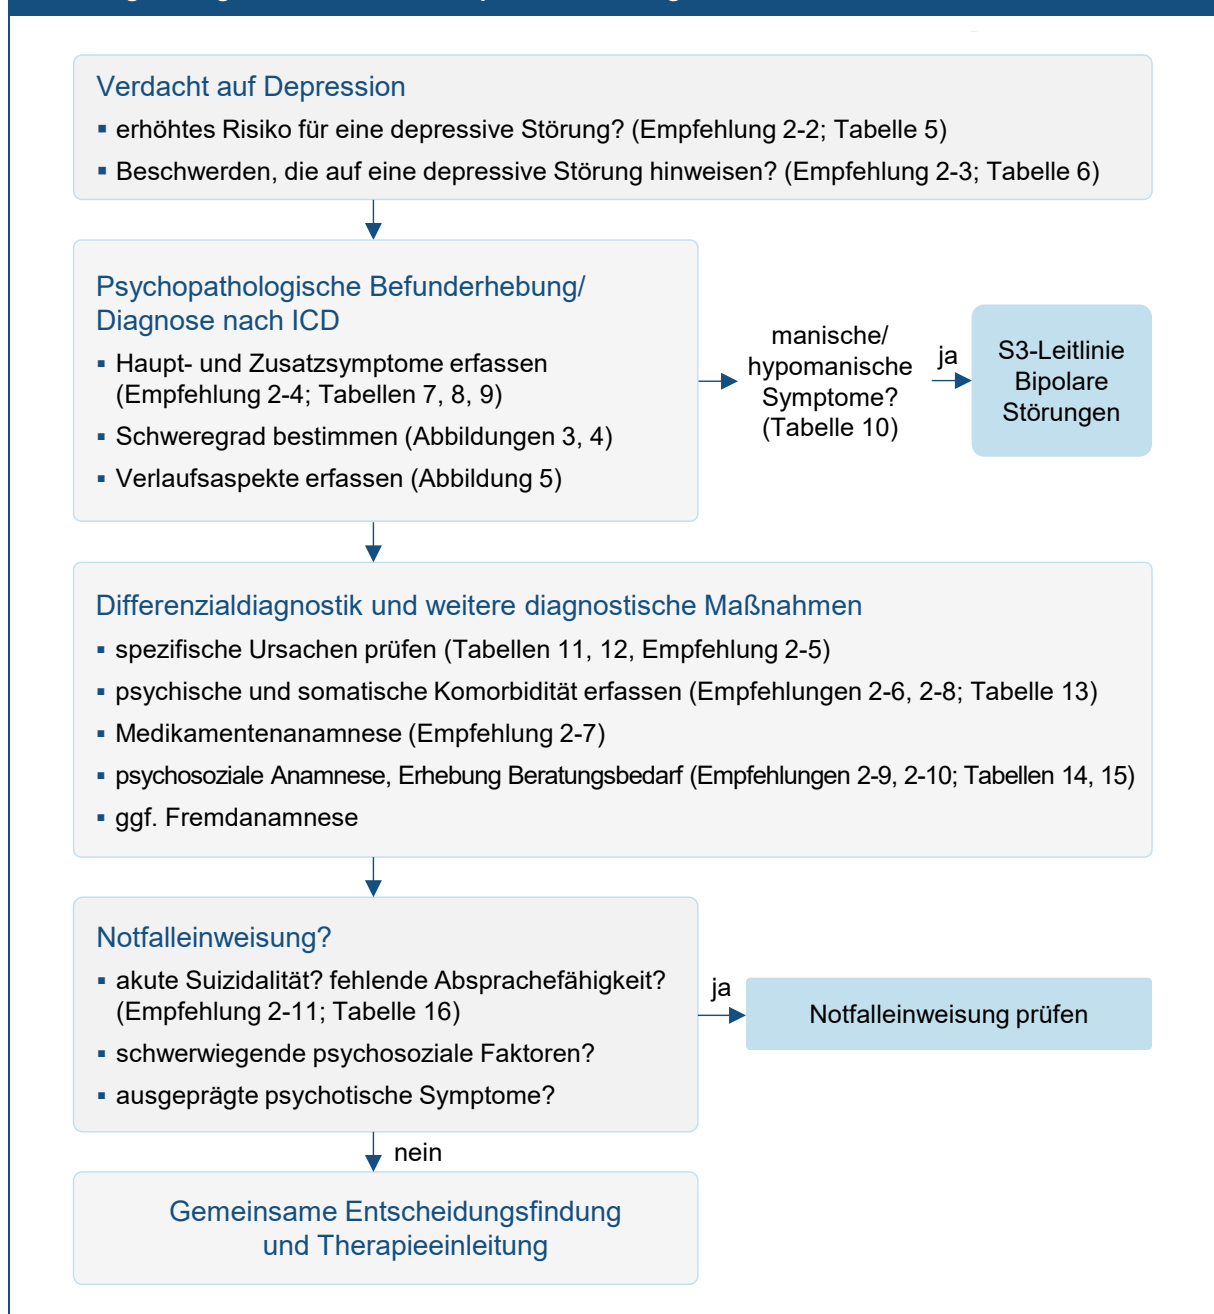 Verdacht auf Depression
▪ erhöhtes Risiko für eine depressive Störung? (Empfehlung 2-2; Tabelle 5)
▪ Beschwerden, die auf eine depressive Störung hinweisen? (Empfehlung 2-3; Tabelle 6)
Psychopathologische Befunderhebung/
Diagnose nach ICD
▪ Haupt- und Zusatzsymptome erfassen
(Empfehlung 2-4; Tabellen 7, 8, 9)
▪ Schweregrad bestimmen (Abbildungen 3, 4)
▪ Verlaufsaspekte erfassen (Abbildung 5)
manische/
hypomanische
Symptome?
(Tabelle 10)
ja
S3-Leitlinie
Bipolare
Störungen
Differenzialdiagnostik und weitere diagnostische Maßnahmen
▪ spezifische Ursachen prüfen (Tabellen 11, 12, Empfehlung 2-5)
▪ psychische und somatische Komorbidität erfassen (Empfehlungen 2-6, 2-8; Tabelle 13)
▪ Medikamentenanamnese (Empfehlung 2-7)
▪ psychosoziale Anamnese, Erhebung Beratungsbedarf (Empfehlungen 2-9, 2-10; Tabellen 14, 15)
▪ ggf. Fremdanamnese
Notfalleinweisung?
▪ akute Suizidalität? fehlende Absprachefähigkeit?
(Empfehlung 2-11; Tabelle 16)
▪ schwerwiegende psychosoziale Faktoren?
▪ ausgeprägte psychotische Symptome?
ja
Notfalleinweisung prüfen
nein
Gemeinsame Entscheidungsfindung
und Therapieeinleitung